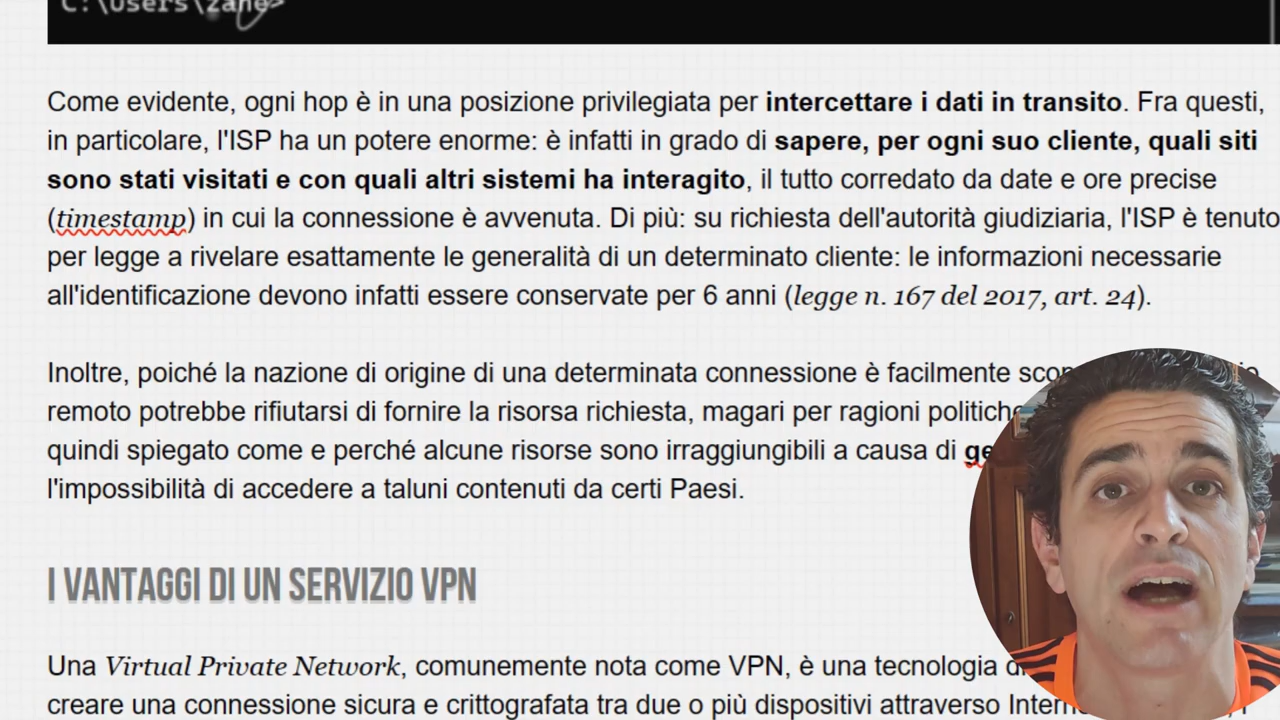 C:\Users\zane>
Come evidente, ogni hop è in una posizione privilegiata per intercettare i dati in transito. Fra questi,
in particolare, l'ISP ha un potere enorme: è infatti in grado di sapere, per ogni suo cliente, quali siti
sono stati visitati e con quali altri sistemi ha interagito, il tutto corredato da date e ore precise
(timestamp) in cui la connessione è avvenuta. Di più: su richiesta dell'autorità giudiziaria, l'ISP è tenuto
per legge a rivelare esattamente le generalità di un determinato cliente: le informazioni necessarie
all'identificazione devono infatti essere conservate per 6 anni (legge n. 167 del 2017, art. 24).
Inoltre, poiché la nazione di origine di una determinata connessione è facilmente
remoto potrebbe rifiutarsi di fornire la risorsa richiesta, magari per ragioni
quindi spiegato come e perché alcune risorse sono irraggiungibili a causa di
l'impossibilità di accedere a taluni contenuti da certi Paesi.
I VANTAGGI DI UN SERVIZIO VPN
Una Virtual Private Network, comunemente nota come VPN, è una tecnologia
creare una connessione sicura e crittografata tra due o più dispositivi attraverso